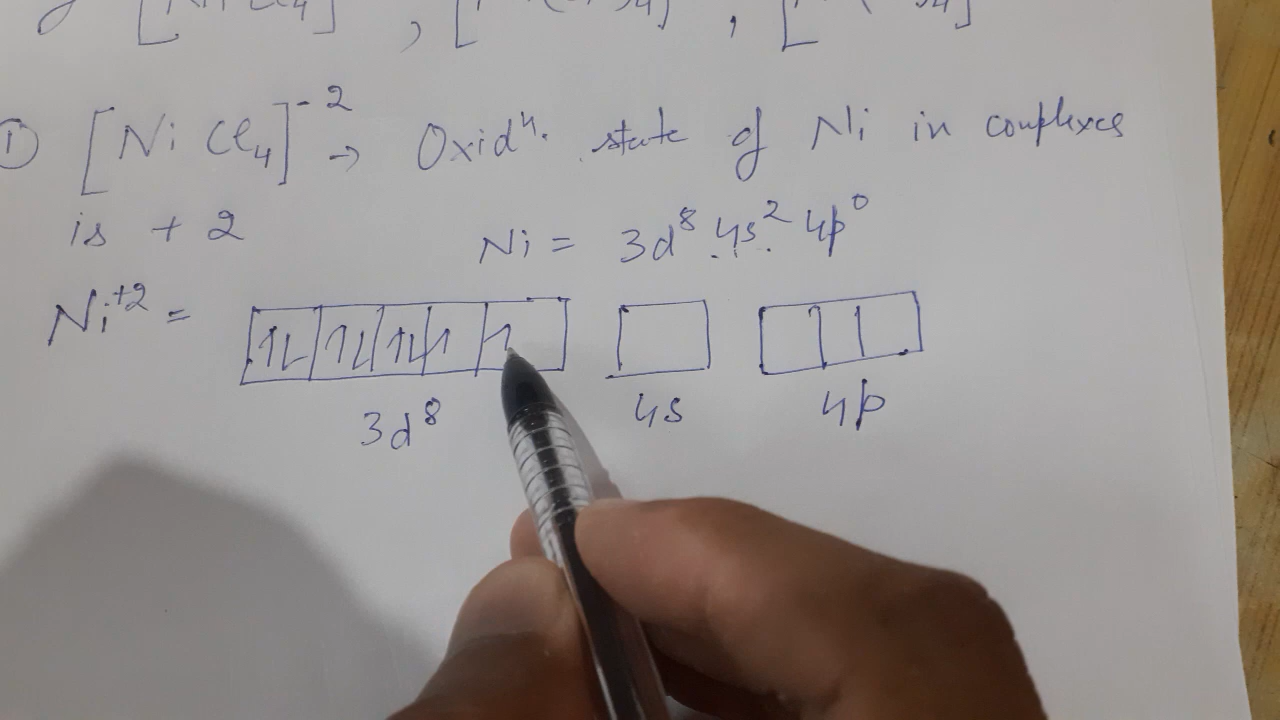 ① [Ni Cl₄]⁻² → Oxidⁿ. state of Ni in complexes
is + 2
Ni = 3d⁸ 4s² 4p⁰
Ni⁺² =
3d⁸ 4s 4p